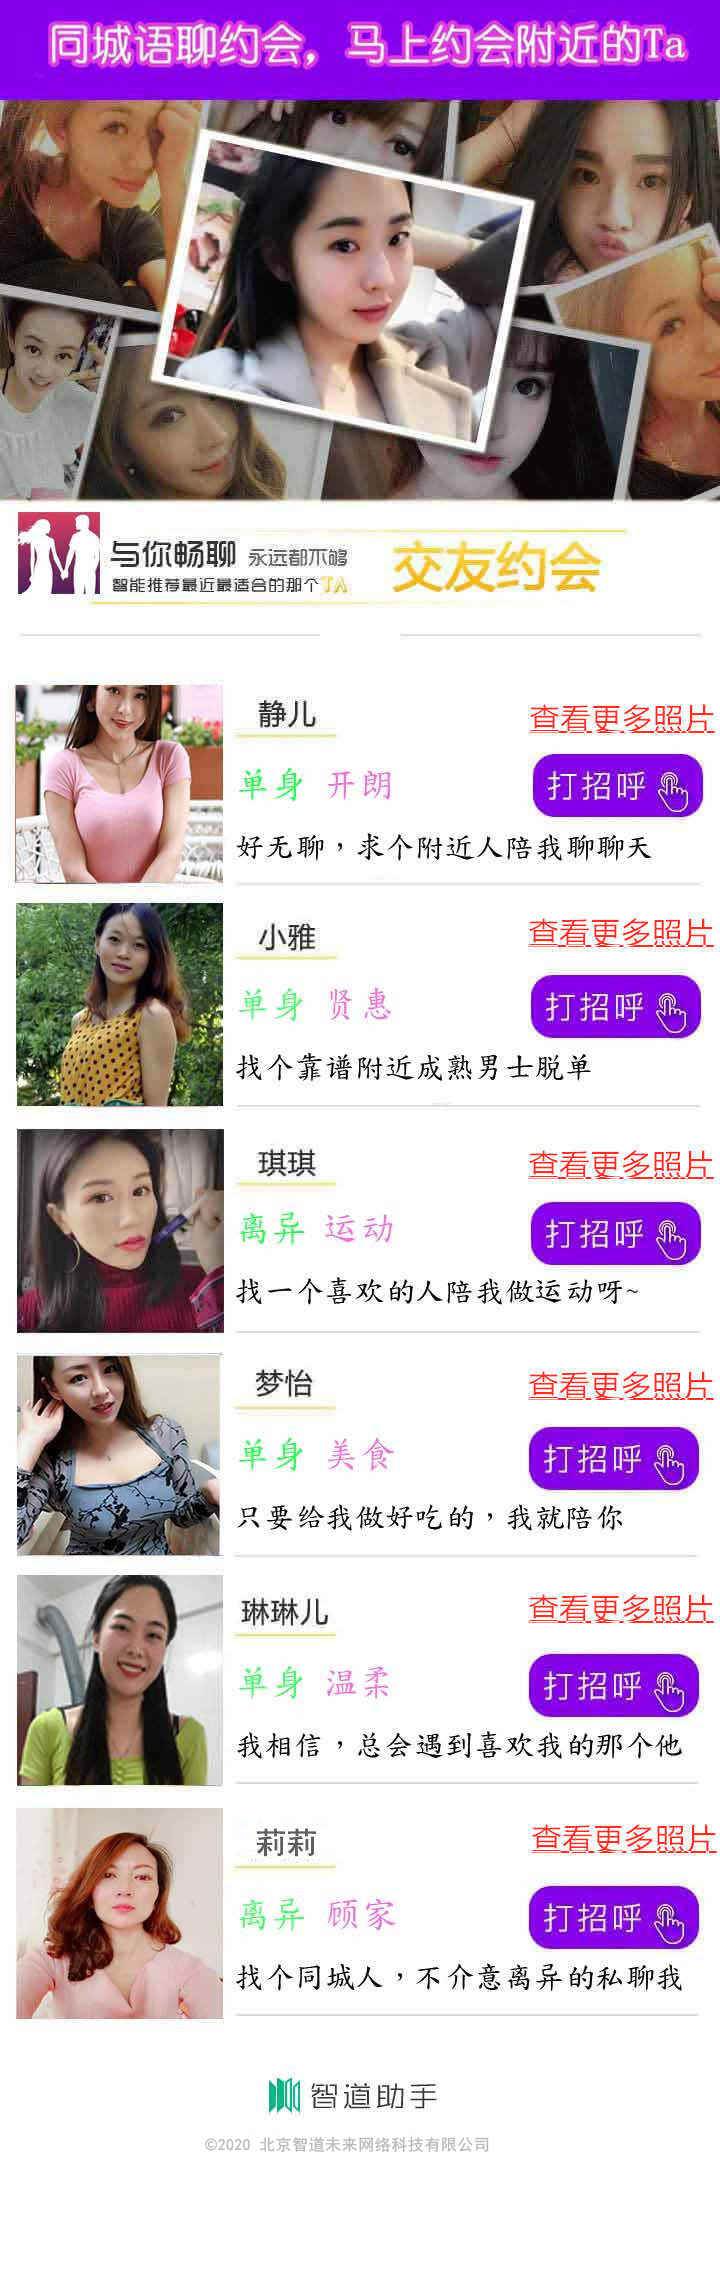 同城语聊约会，马上约会附近的Ta
与你畅聊 永远都不够
智能推荐最近最适合的那个TA
交友约会
静儿
查看更多照片
单身 开朗
打招呼
好无聊，求个附近人陪我聊聊天
小雅
查看更多照片
单身 贤惠
打招呼
找个靠谱附近成熟男士脱单
琪琪
查看更多照片
离异 运动
打招呼
找一个喜欢的人陪我做运动呀~
梦怡
查看更多照片
单身 美食
打招呼
只要给我做好吃的，我就陪你
琳琳儿
查看更多照片
单身 温柔
打招呼
我相信，总会遇到喜欢我的那个他
莉莉
查看更多照片
离异 顾家
打招呼
找个同城人，不介意离异的私聊我
智道助手
©2020 北京智道未来网络科技有限公司